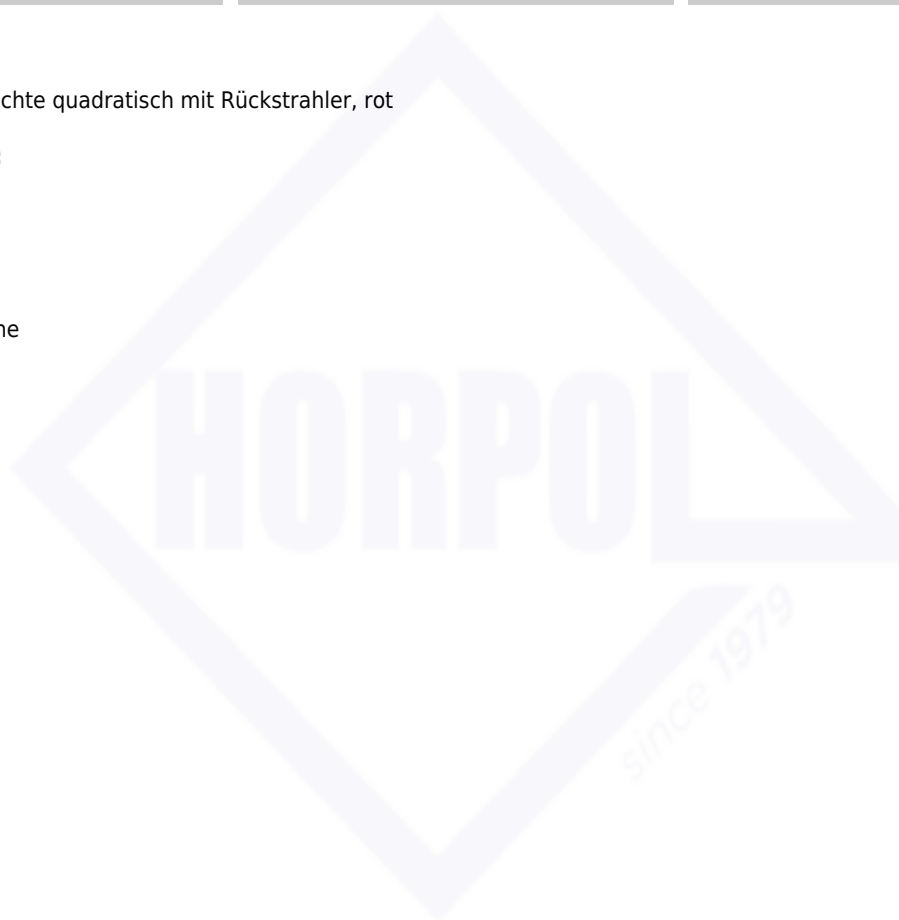 chte quadratisch mit Rückstrahler, rot
:
ne
HORPOL
since 1979